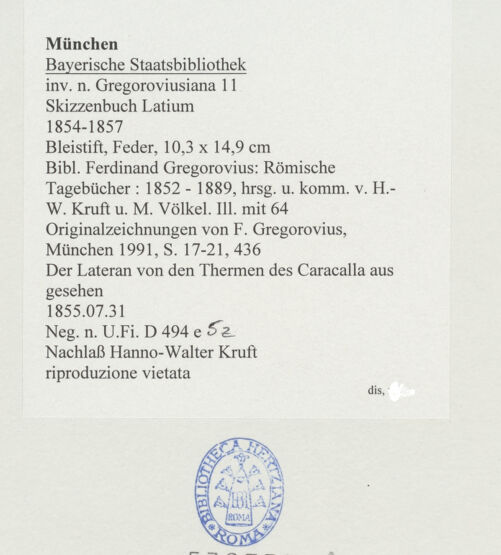 München
Bayerische Staatsbibliothek
inv. n. Gregoroviusiana 11
Skizzenbuch Latium
1854-1857
Bleistift, Feder, 10,3 x 14,9 cm
Bibl. Ferdinand Gregorovius: Römische
Tagebücher : 1852 - 1889, hrsg. u. komm. v. H.-
W. Kruft u. M. Völkel. Ill. mit 64
Originalzeichnungen von F. Gregorovius,
München 1991, S. 17-21, 436
Der Lateran von den Thermen des Caracalla aus
gesehen
1855.07.31
Neg. n. U.Fi. D 494 e 52
Nachlaß Hanno-Walter Kruft
riproduzione vietata
dis,
BIBLIOTHECA HERTZIANA
ROMA
ROMA